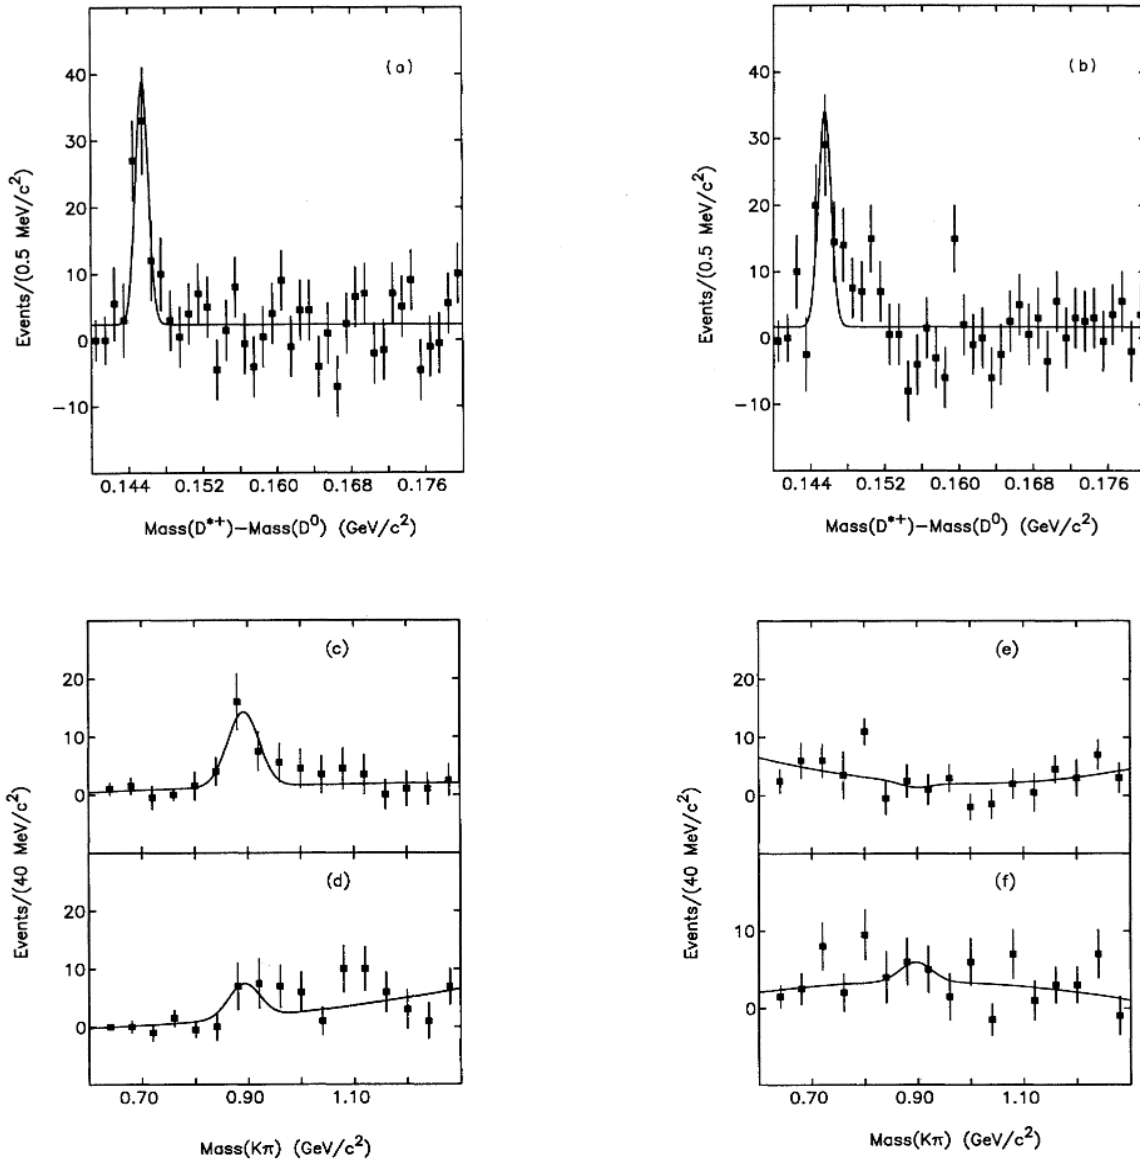 (a)
40
30
20
10
0
−10
Events/(0.5 MeV/c²)
0.144 0.152 0.160 0.168 0.176
Mass(D*⁺)−Mass(D⁰) (GeV/c²)
(b)
40
30
20
10
0
−10
Events/(0.5 MeV/c²)
0.144 0.152 0.160 0.168 0.176
Mass(D*⁺)−Mass(D⁰) (GeV/c²)
(c)
20
10
0
(d)
20
10
0
Events/(40 MeV/c²)
0.70 0.90 1.10
Mass(Kπ) (GeV/c²)
(e)
20
10
0
(f)
10
0
Events/(40 MeV/c²)
0.70 0.90 1.10
Mass(Kπ) (GeV/c²)